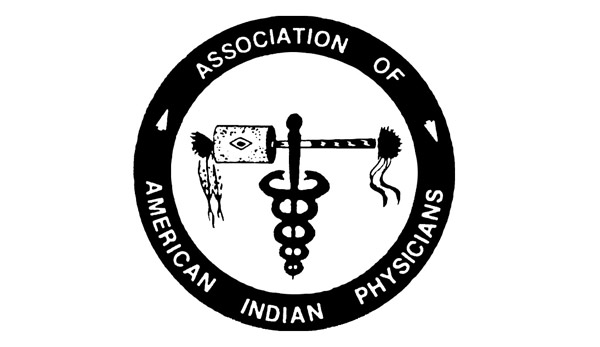 ASSOCIATION OF
AMERICAN INDIAN PHYSICIANS